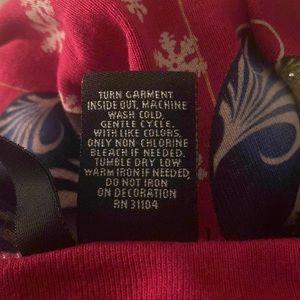 TURN GARMENT
INSIDE OUT, MACHINE
WASH COLD,
GENTLE CYCLE.
WITH LIKE COLORS,
ONLY NON-CHLORINE
BLEACH IF NEEDED.
TUMBLE DRY LOW
WARM IRON IF NEEDED,
DO NOT IRON
ON DECORATION
RN 31104